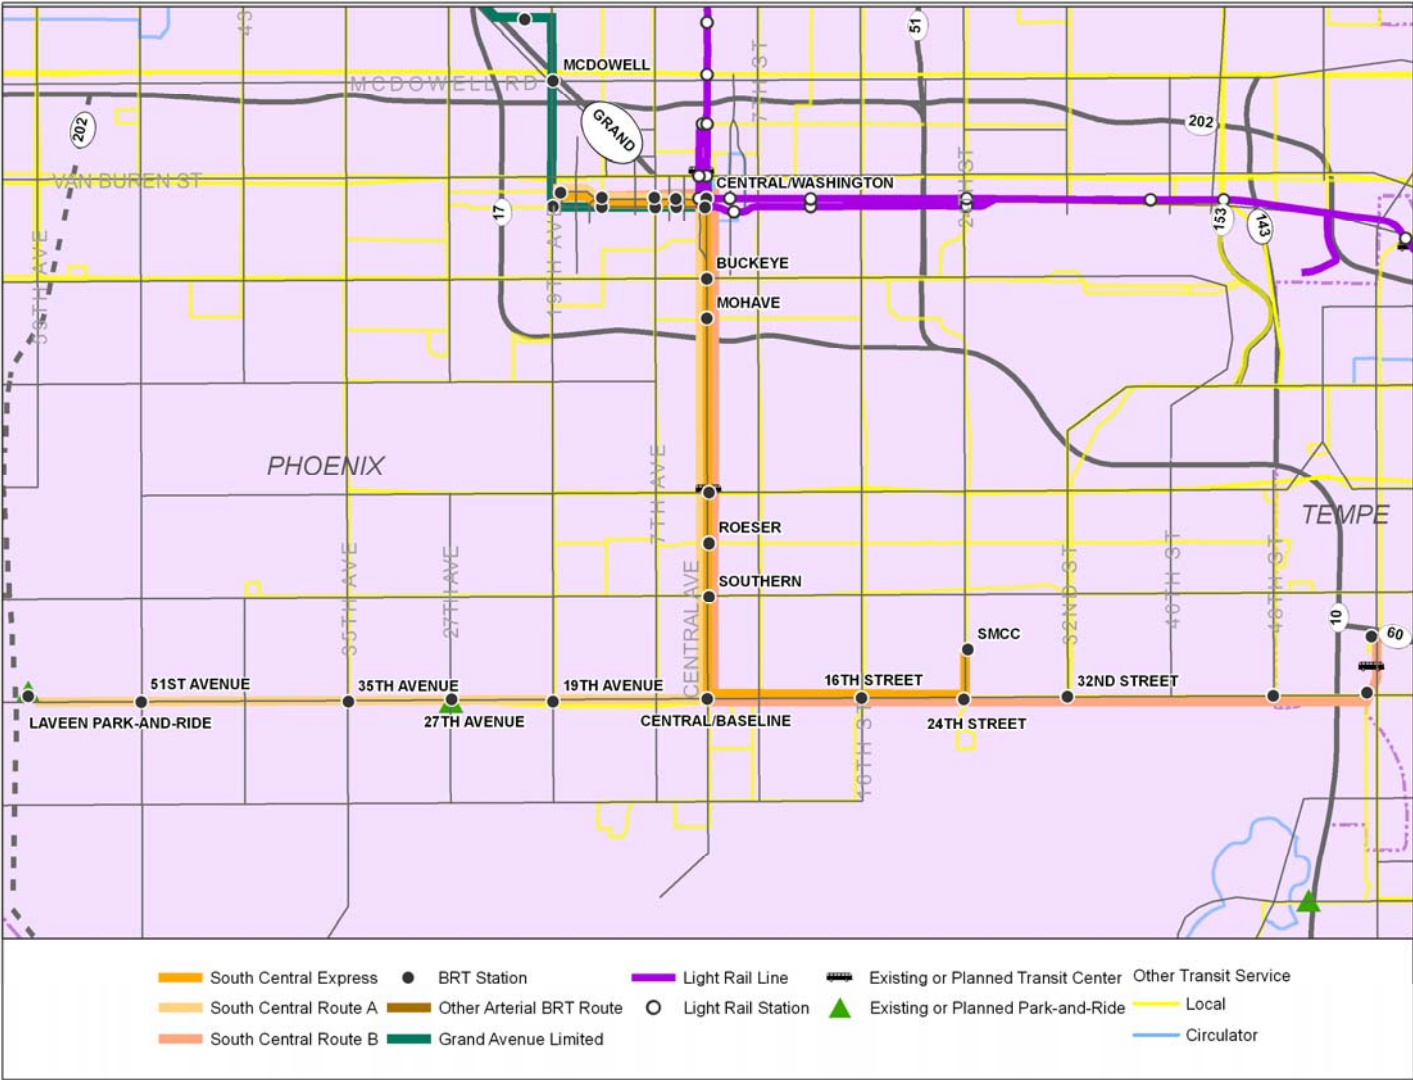 43
51
MCDOWELL
MCDOWELL RD
7TH ST
GRAND
202
202
VAN BUREN ST
CENTRAL/WASHINGTON
17
153
143
19TH AVE
BUCKEYE
MOHAVE
PHOENIX
7TH AVE
TEMPE
ROESER
35TH AVE
27TH AVE
CENTRAL AVE
SOUTHERN
32ND ST
40TH ST
48TH ST
10
60
SMCC
51ST AVENUE
35TH AVENUE
19TH AVENUE
16TH STREET
32ND STREET
LAVEEN PARK-AND-RIDE
27TH AVENUE
CENTRAL/BASELINE
24TH STREET
16TH ST
South Central Express
BRT Station
Light Rail Line
Existing or Planned Transit Center
Other Transit Service
South Central Route A
Other Arterial BRT Route
Light Rail Station
Existing or Planned Park-and-Ride
Local
South Central Route B
Grand Avenue Limited
Circulator